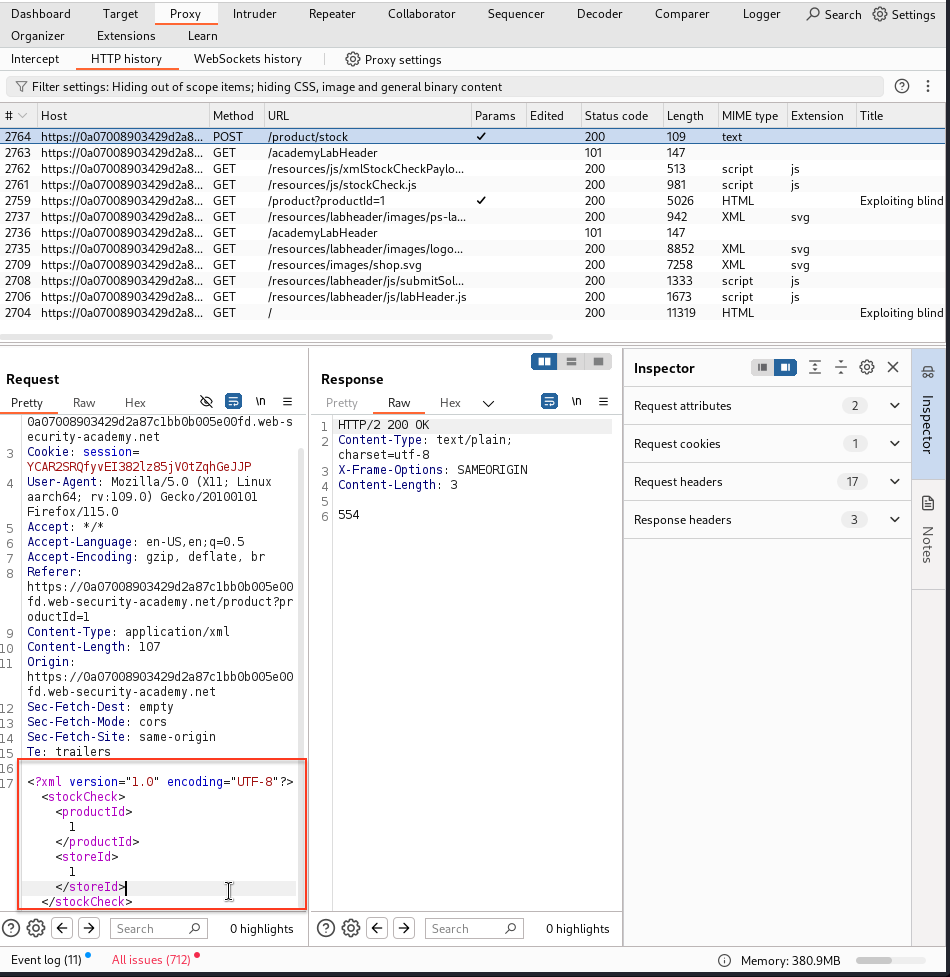 Dashboard Target Proxy Intruder Repeater Collaborator Sequencer Decoder Comparer Logger Search Settings
Organizer Extensions Learn
Intercept HTTP history WebSockets history Proxy settings
Filter settings: Hiding out of scope items; hiding CSS, image and general binary content
# Host Method URL Params Edited Status code Length MIME type Extension Title
2764 https://0a07008903429d2a8... POST /product/stock ✓ 200 109 text
2763 https://0a07008903429d2a8... GET /academyLabHeader 101 147
2762 https://0a07008903429d2a8... GET /resources/js/xmlStockCheckPaylo... 200 513 script js
2761 https://0a07008903429d2a8... GET /resources/js/stockCheck.js 200 981 script js
2759 https://0a07008903429d2a8... GET /product?productId=1 ✓ 200 5026 HTML Exploiting blind
2737 https://0a07008903429d2a8... GET /resources/labheader/images/ps-la... 200 942 XML svg
2736 https://0a07008903429d2a8... GET /academyLabHeader 101 147
2735 https://0a07008903429d2a8... GET /resources/labheader/images/logo... 200 8852 XML svg
2709 https://0a07008903429d2a8... GET /resources/images/shop.svg 200 7258 XML svg
2708 https://0a07008903429d2a8... GET /resources/labheader/js/submitSol... 200 1333 script js
2706 https://0a07008903429d2a8... GET /resources/labheader/js/labHeader.js 200 1673 script js
2704 https://0a07008903429d2a8... GET / 200 11319 HTML Exploiting blind
Request
Pretty Raw Hex \n
0a07008903429d2a87c1bb0b005e00fd.web-s
ecurity-academy.net
3 Cookie: session=
YCAR2SRQfyvEI382lz85jV0tZqhGeJJP
4 User-Agent: Mozilla/5.0 (X11; Linux
aarch64; rv:109.0) Gecko/20100101
Firefox/115.0
5 Accept: */*
6 Accept-Language: en-US,en;q=0.5
7 Accept-Encoding: gzip, deflate, br
8 Referer:
https://0a07008903429d2a87c1bb0b005e00
fd.web-security-academy.net/product?pr
oductId=1
9 Content-Type: application/xml
10 Content-Length: 107
11 Origin:
https://0a07008903429d2a87c1bb0b005e00
fd.web-security-academy.net
12 Sec-Fetch-Dest: empty
13 Sec-Fetch-Mode: cors
14 Sec-Fetch-Site: same-origin
15 Te: trailers
16
17 <?xml version="1.0" encoding="UTF-8"?>
<stockCheck>
<productId>
1
</productId>
<storeId>
1
</storeId>
</stockCheck>
Search 0 highlights
Response
Pretty Raw Hex \n
1 HTTP/2 200 OK
2 Content-Type: text/plain;
charset=utf-8
3 X-Frame-Options: SAMEORIGIN
4 Content-Length: 3
5
6 554
Search 0 highlights
Inspector
Request attributes 2
Request cookies 1
Request headers 17
Response headers 3
Inspector
Notes
Event log (11) All issues (712) Memory: 380.9MB